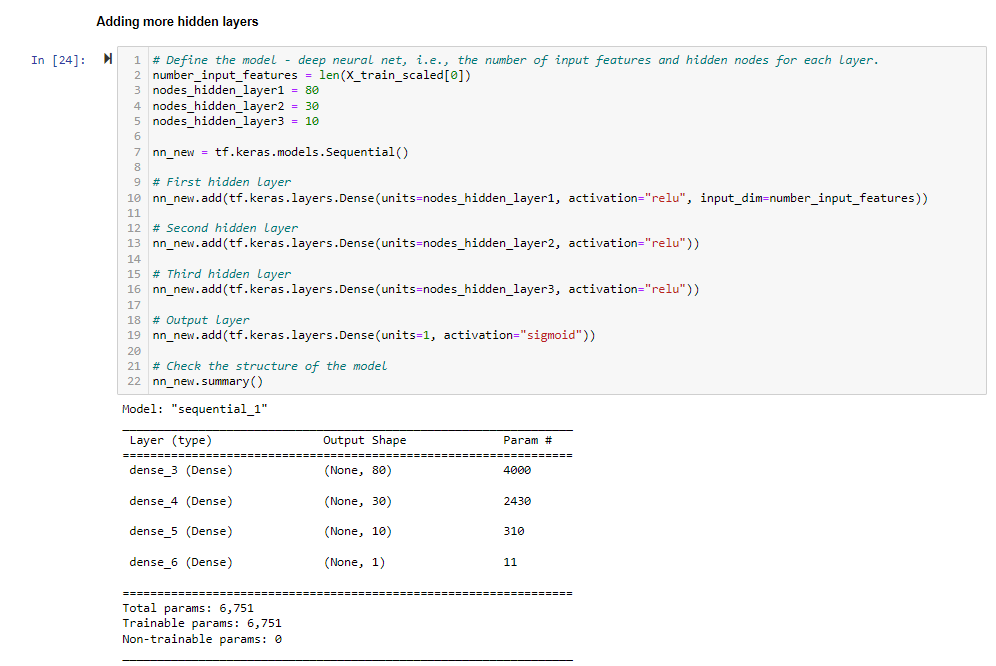 Adding more hidden layers
In [24]:
1 # Define the model - deep neural net, i.e., the number of input features and hidden nodes for each layer.
2 number_input_features = len(X_train_scaled[0])
3 nodes_hidden_layer1 = 80
4 nodes_hidden_layer2 = 30
5 nodes_hidden_layer3 = 10
6
7 nn_new = tf.keras.models.Sequential()
8
9 # First hidden layer
10 nn_new.add(tf.keras.layers.Dense(units=nodes_hidden_layer1, activation="relu", input_dim=number_input_features))
11
12 # Second hidden layer
13 nn_new.add(tf.keras.layers.Dense(units=nodes_hidden_layer2, activation="relu"))
14
15 # Third hidden layer
16 nn_new.add(tf.keras.layers.Dense(units=nodes_hidden_layer3, activation="relu"))
17
18 # Output layer
19 nn_new.add(tf.keras.layers.Dense(units=1, activation="sigmoid"))
20
21 # Check the structure of the model
22 nn_new.summary()
Model: "sequential_1"
_________________________________________________________________
Layer (type) Output Shape Param #
=================================================================
dense_3 (Dense) (None, 80) 4000
dense_4 (Dense) (None, 30) 2430
dense_5 (Dense) (None, 10) 310
dense_6 (Dense) (None, 1) 11
=================================================================
Total params: 6,751
Trainable params: 6,751
Non-trainable params: 0
_________________________________________________________________